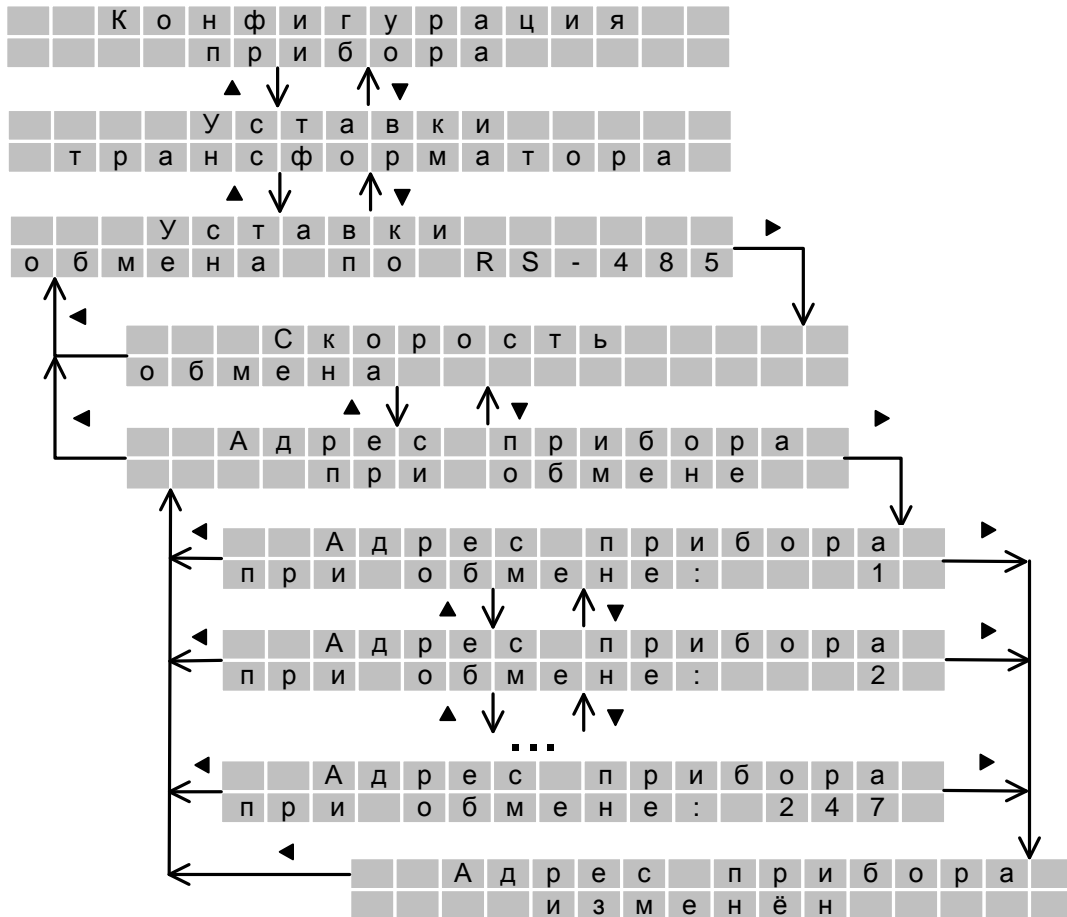 Конфигурация
прибора
Уставки
трансформатора
Уставки
обмена по RS-485
Скорость
обмена
Адрес прибора
при обмене
Адрес прибора
при обмене: 1
Адрес прибора
при обмене: 2
...
Адрес прибора
при обмене: 247
Адрес прибора
изменён